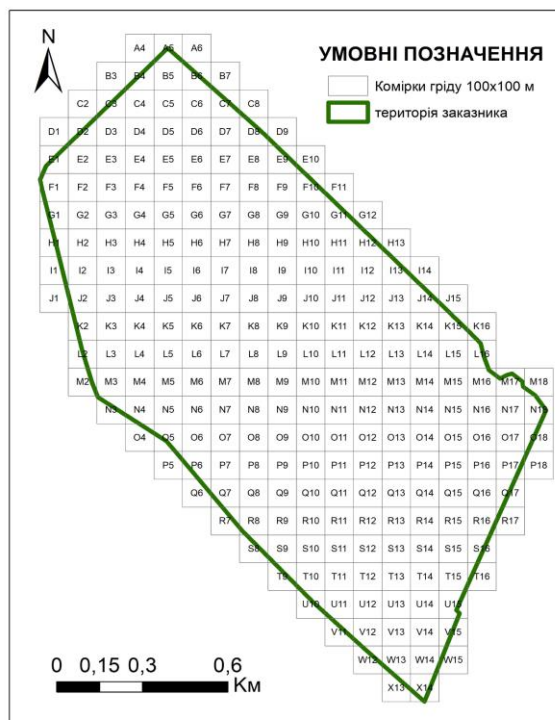 N
УМОВНІ ПОЗНАЧЕННЯ
Комірки гріду 100x100 м
територія заказника
A4 A5 A6
B3 B4 B5 B6 B7
C2 C3 C4 C5 C6 C7 C8
D1 D2 D3 D4 D5 D6 D7 D8 D9
E1 E2 E3 E4 E5 E6 E7 E8 E9 E10
F1 F2 F3 F4 F5 F6 F7 F8 F9 F10 F11
G1 G2 G3 G4 G5 G6 G7 G8 G9 G10 G11 G12
H1 H2 H3 H4 H5 H6 H7 H8 H9 H10 H11 H12 H13
I1 I2 I3 I4 I5 I6 I7 I8 I9 I10 I11 I12 I13 I14
J1 J2 J3 J4 J5 J6 J7 J8 J9 J10 J11 J12 J13 J14 J15
K2 K3 K4 K5 K6 K7 K8 K9 K10 K11 K12 K13 K14 K15 K16
L2 L3 L4 L5 L6 L7 L8 L9 L10 L11 L12 L13 L14 L15 L16
M2 M3 M4 M5 M6 M7 M8 M9 M10 M11 M12 M13 M14 M15 M16 M17 M18
N3 N4 N5 N6 N7 N8 N9 N10 N11 N12 N13 N14 N15 N16 N17 N18
O4 O5 O6 O7 O8 O9 O10 O11 O12 O13 O14 O15 O16 O17 O18
P5 P6 P7 P8 P9 P10 P11 P12 P13 P14 P15 P16 P17 P18
Q6 Q7 Q8 Q9 Q10 Q11 Q12 Q13 Q14 Q15 Q16 Q17
R7 R8 R9 R10 R11 R12 R13 R14 R15 R16 R17
S8 S9 S10 S11 S12 S13 S14 S15 S16
T9 T10 T11 T12 T13 T14 T15 T16
U10 U11 U12 U13 U14 U15
V11 V12 V13 V14 V15
W12 W13 W14 W15
X13 X14
0 0,15 0,3 0,6
Км